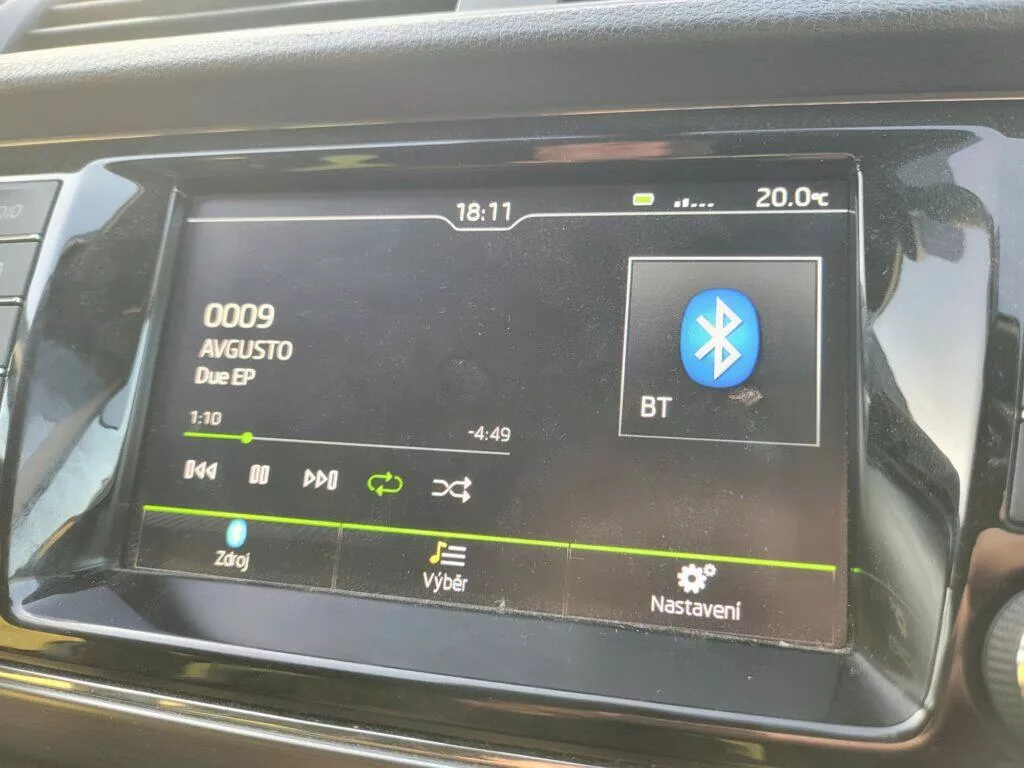 18:11
20.0°C
0009
AVGUSTO
Due EP
1:10
-4:49
BT
Zdroj
Výběr
Nastavení